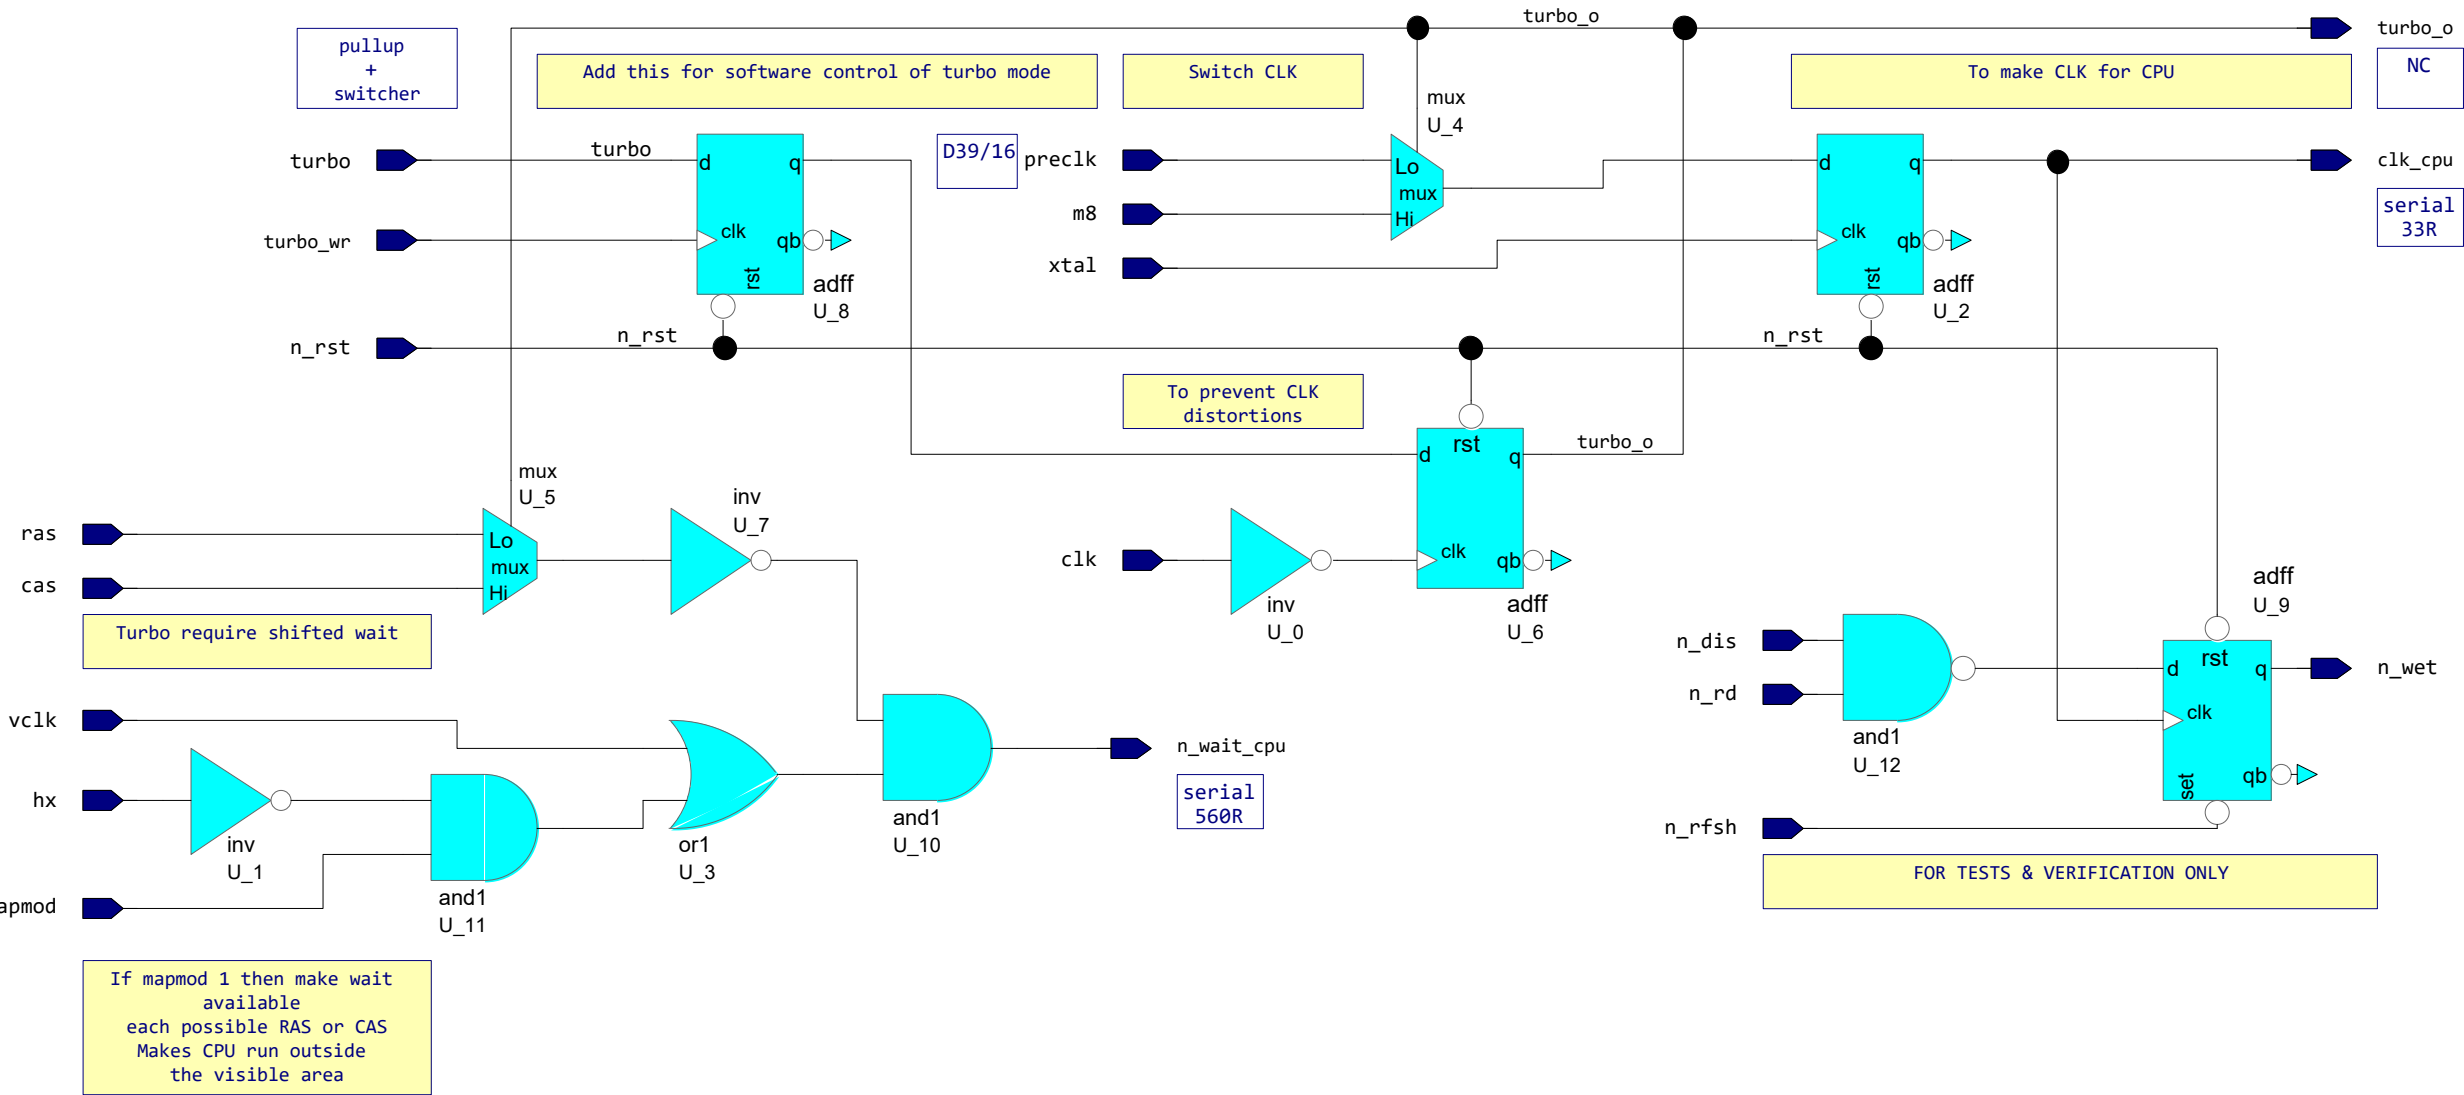 turbo_o
turbo_o
pullup
+
switcher
Add this for software control of turbo mode
Switch CLK
To make CLK for CPU
NC
mux
U_4
turbo
turbo
d
q
clk
qb
rst
adff
U_8
D39/16
preclk
Lo
mux
Hi
m8
d
q
clk
qb
rst
adff
U_2
clk_cpu
serial
33R
turbo_wr
xtal
n_rst
n_rst
n_rst
To prevent CLK
distortions
rst
d
q
clk
qb
turbo_o
adff
U_6
mux
U_5
inv
U_7
ras
Lo
mux
Hi
cas
clk
inv
U_0
Turbo require shifted wait
adff
U_9
n_dis
n_rd
and1
U_12
rst
d
q
clk
qb
set
n_wet
vclk
n_wait_cpu
serial
560R
hx
inv
U_1
or1
U_3
and1
U_10
n_rfsh
FOR TESTS & VERIFICATION ONLY
apmod
and1
U_11
If mapmod 1 then make wait
available
each possible RAS or CAS
Makes CPU run outside
the visible area